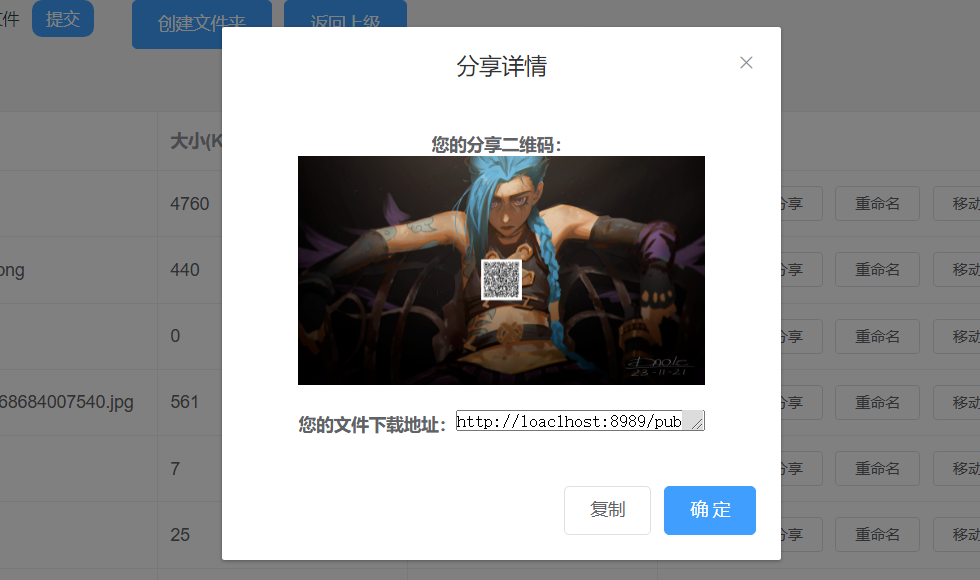 件 提交 创建文件夹 返回上级
分享详情
大小(K
您的分享二维码：
4760 分享 重命名 移动
ong 440 分享 重命名 移动
0 分享 重命名 移动
68684007540.jpg 561 分享 重命名 移动
23-11-21
您的文件下载地址： http://loaclhost:8989/pub
7 分享 重命名 移动
25 分享 重命名 移动
复制 确定